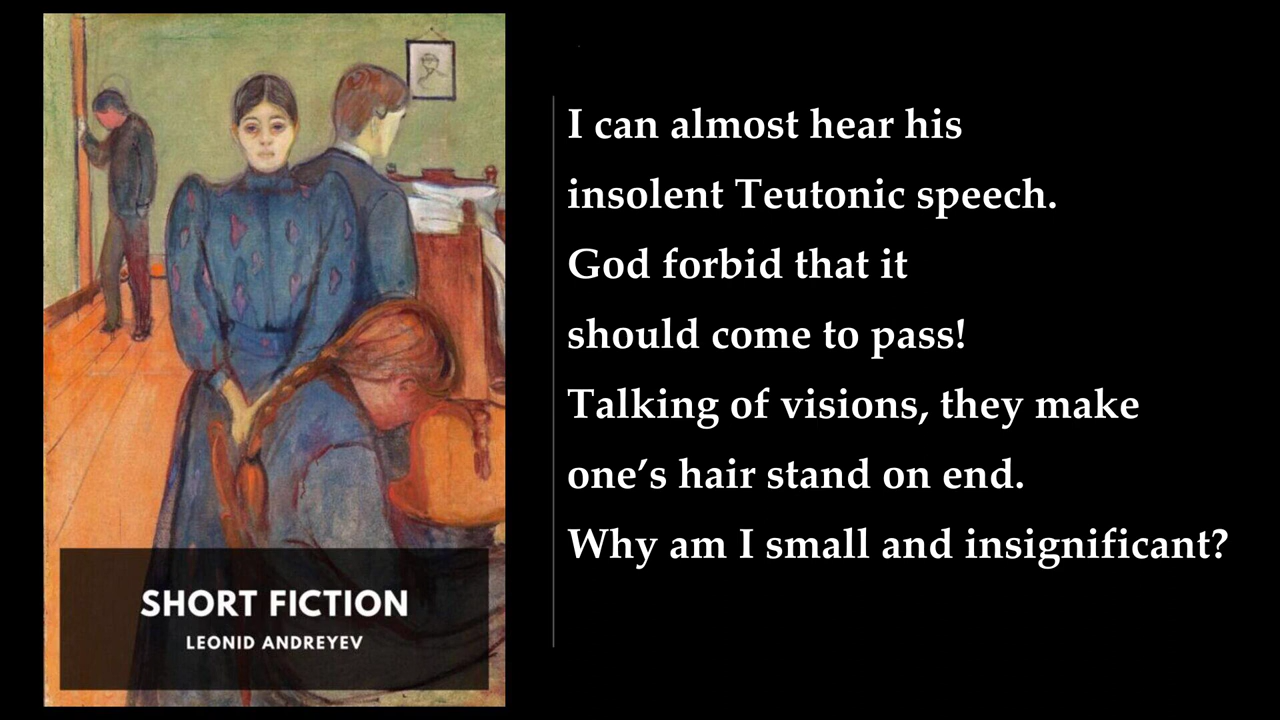 SHORT FICTION
LEONID ANDREYEV
I can almost hear his
insolent Teutonic speech.
God forbid that it
should come to pass!
Talking of visions, they make
one’s hair stand on end.
Why am I small and insignificant?